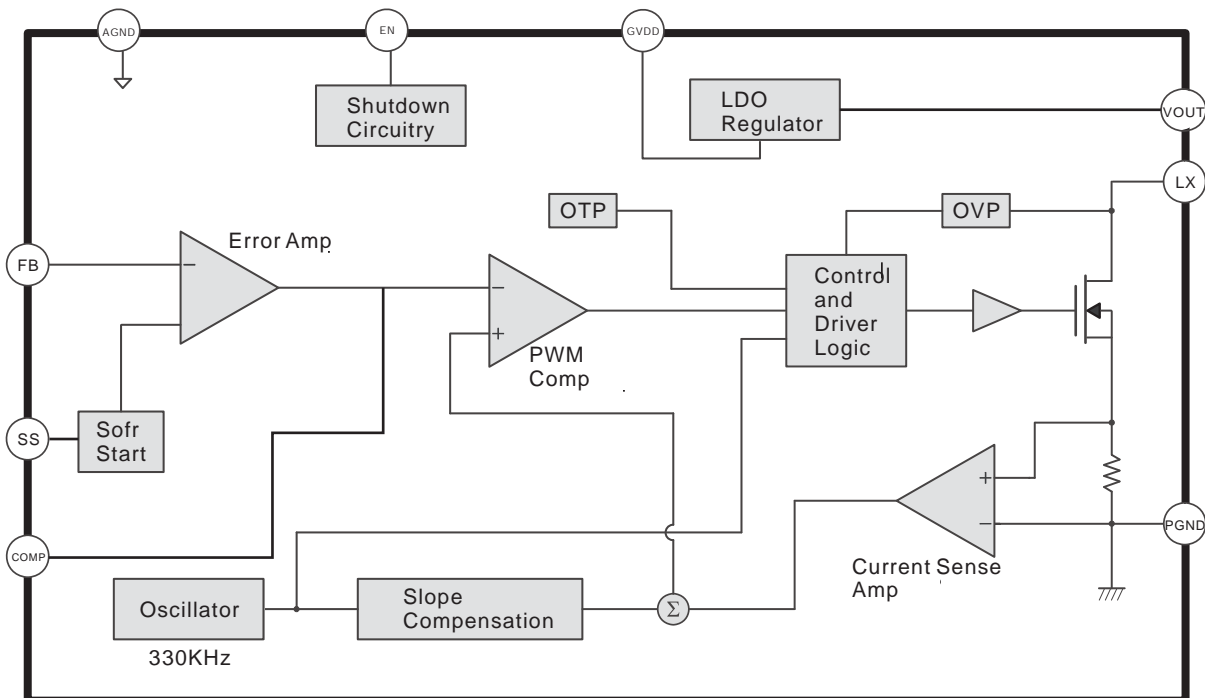 AGND
EN
GVDD
Shutdown
Circuitry
LDO
Regulator
VOUT
LX
OTP
OVP
Error Amp
FB
−
−
+
PWM
Comp
Control
and
Driver
Logic
SS
Sofr
Start
+
−
PGND
COMP
Current Sense
Amp
Oscillator
330KHz
Slope
Compensation
Σ